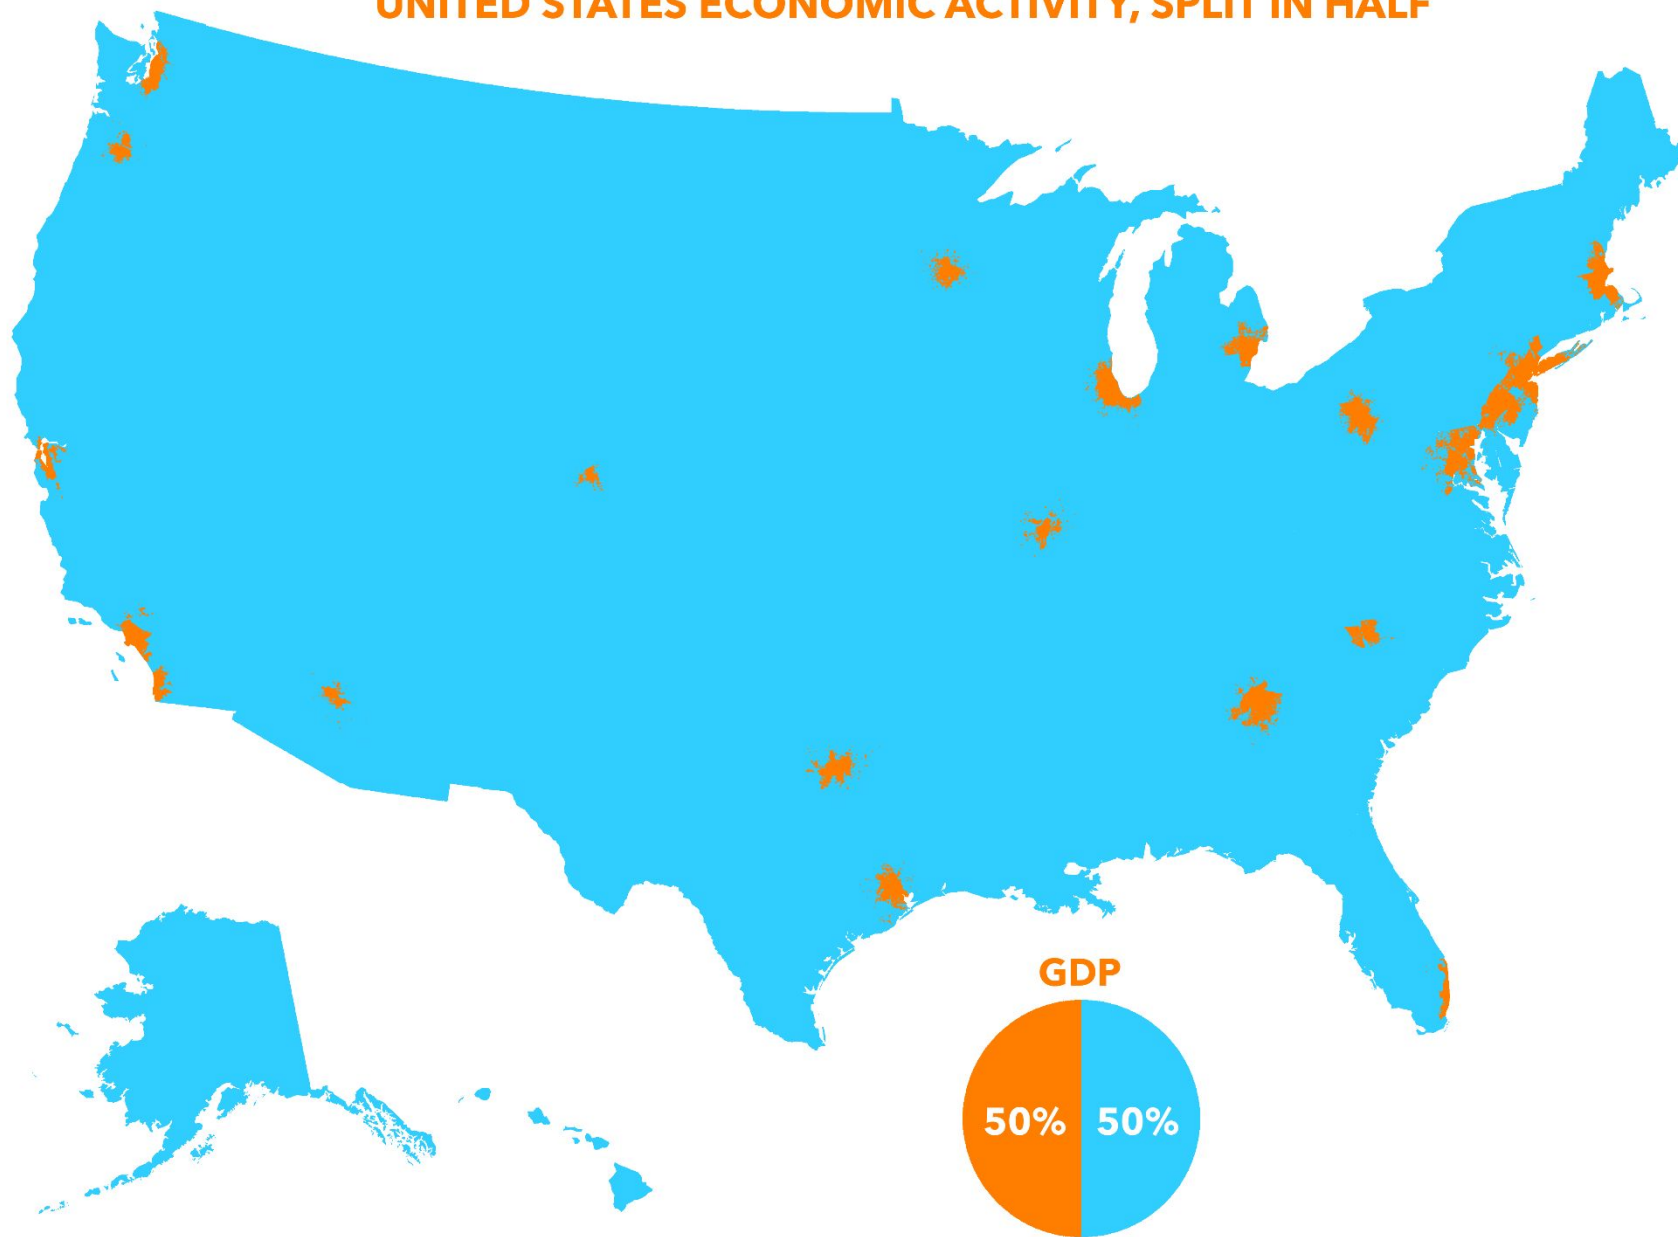 UNITED STATES ECONOMIC ACTIVITY, SPLIT IN HALF
GDP
50% 50%